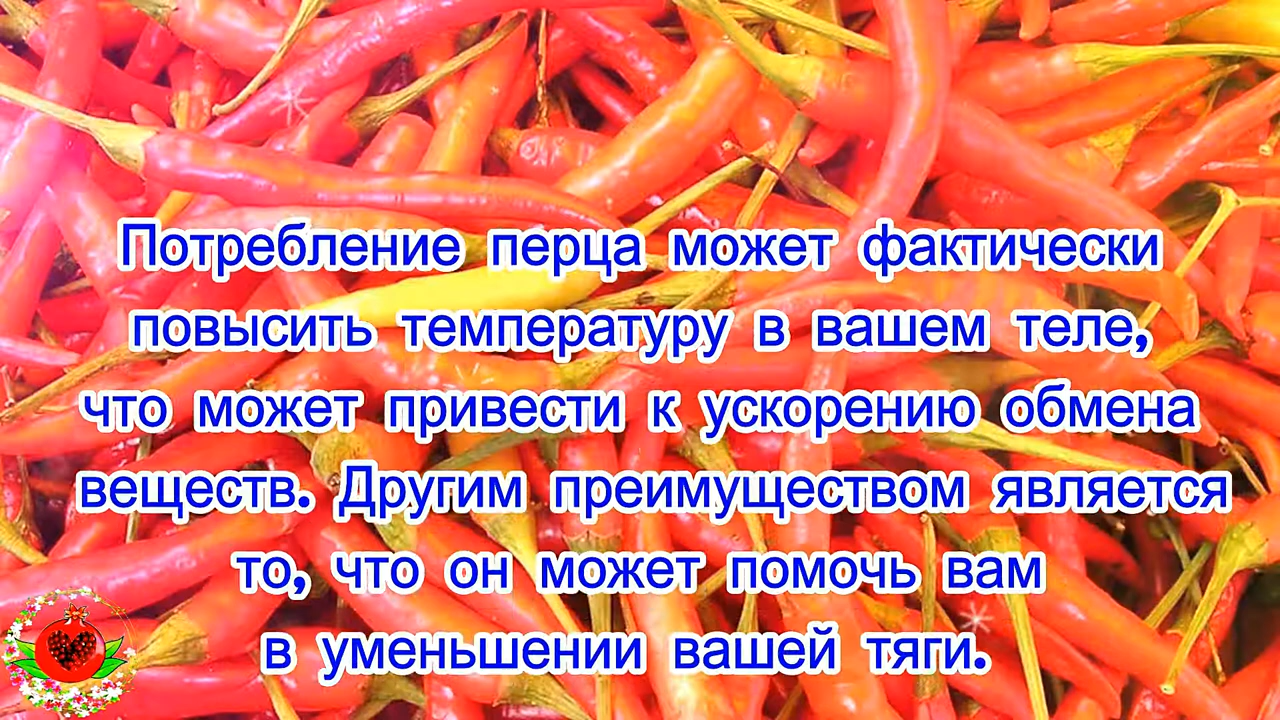 Потребление перца может фактически
повысить температуру в вашем теле,
что может привести к ускорению обмена
веществ. Другим преимуществом является
то, что он может помочь вам
в уменьшении вашей тяги.